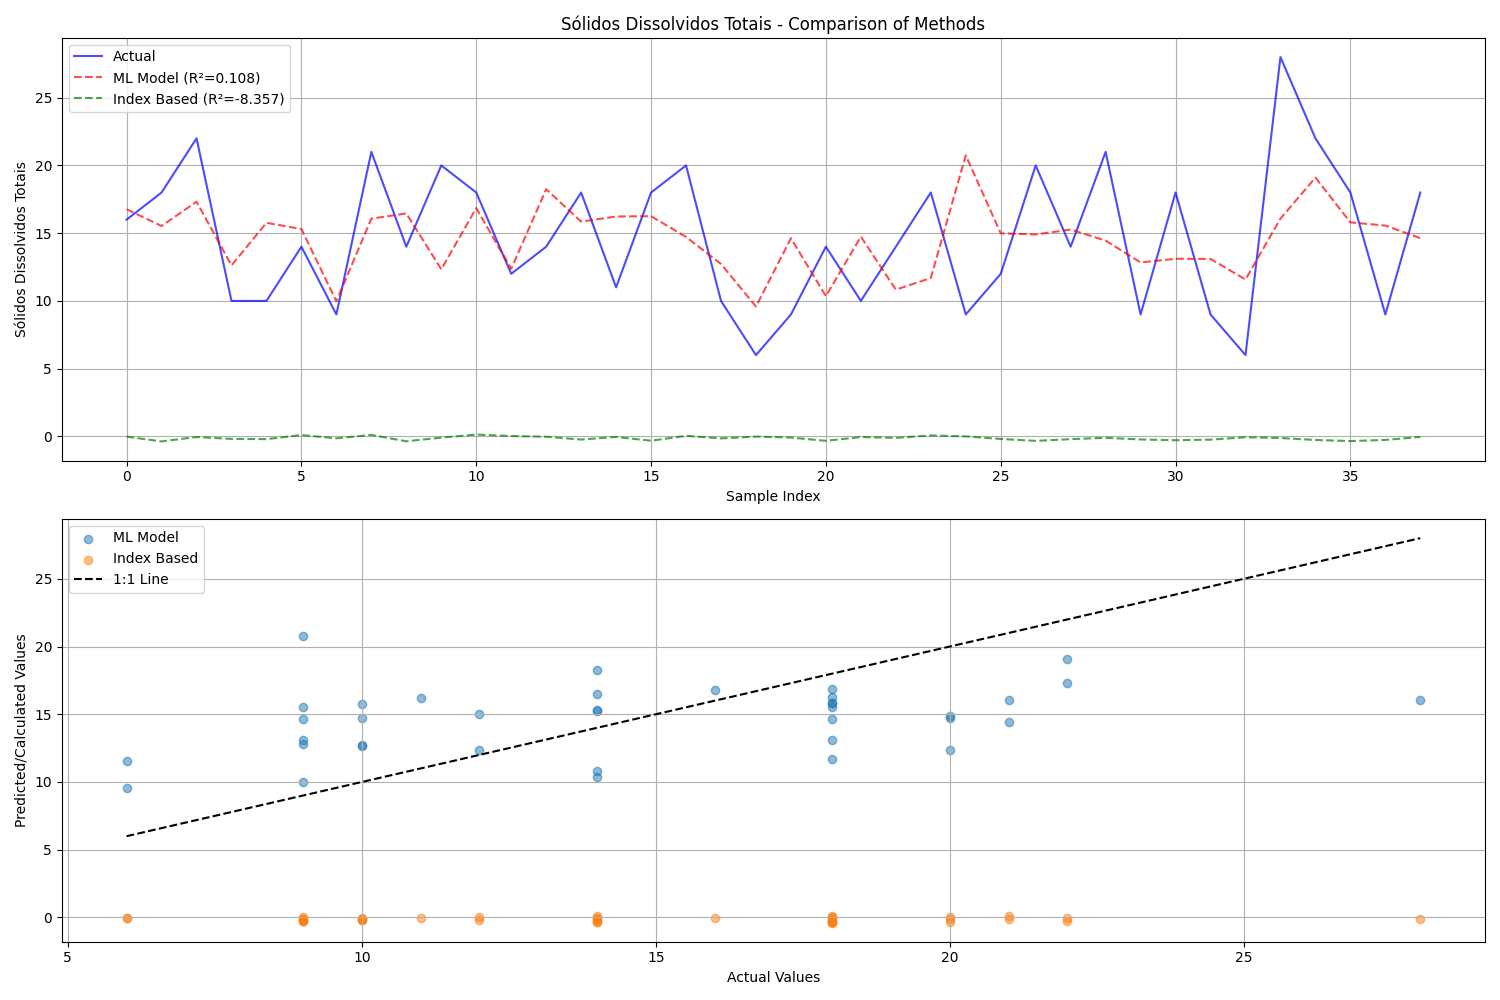 Sólidos Dissolvidos Totais - Comparison of Methods
Actual
ML Model (R²=0.108)
Index Based (R²=-8.357)
Sólidos Dissolvidos Totais
25
20
15
10
5
0
0 5 10 15 20 25 30 35
Sample Index
ML Model
Index Based
1:1 Line
Predicted/Calculated Values
25
20
15
10
5
0
5 10 15 20 25
Actual Values